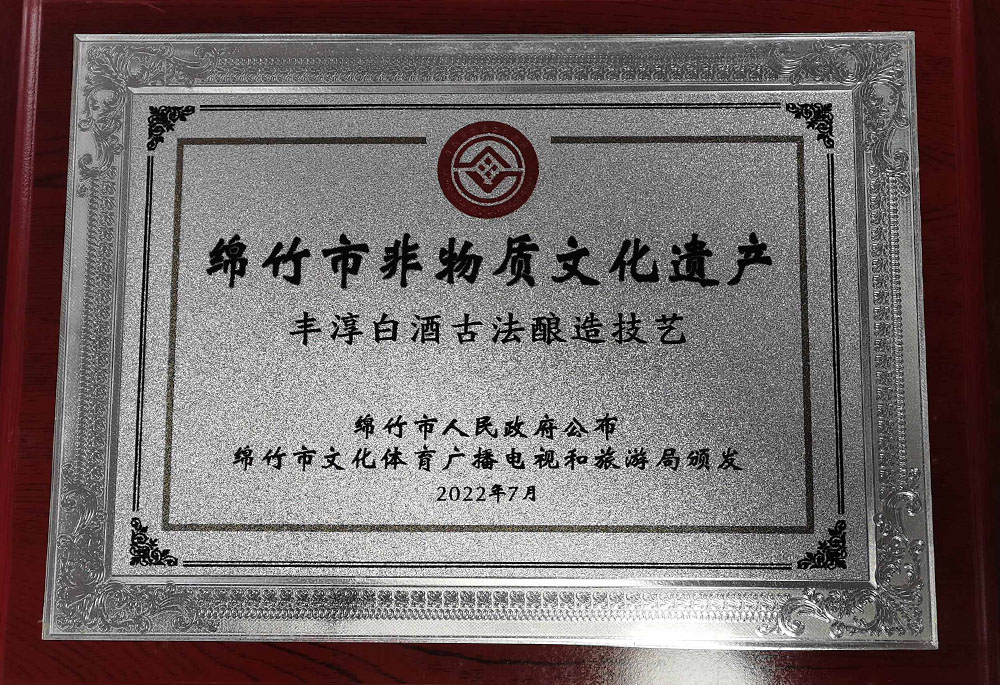 绵竹市非物质文化遗产
丰淳白酒古法酿造技艺
绵竹市人民政府公布
绵竹市文化体育广播电视和旅游局颁发
2022年7月